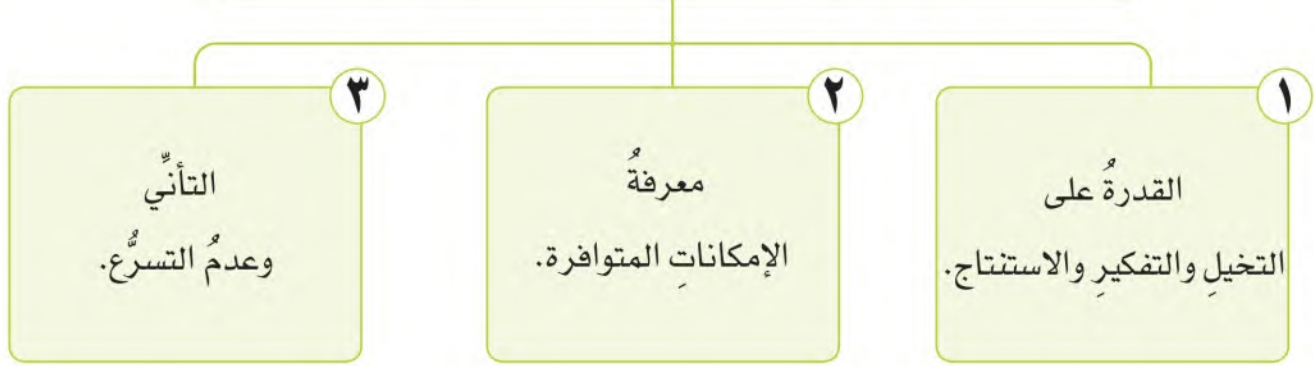 ١
القدرةُ على
التخيلِ والتفكيرِ والاستنتاج.
٢
معرفةُ
الإمكاناتِ المتوافرة.
٣
التأنِّي
وعدمُ التسرُّع.